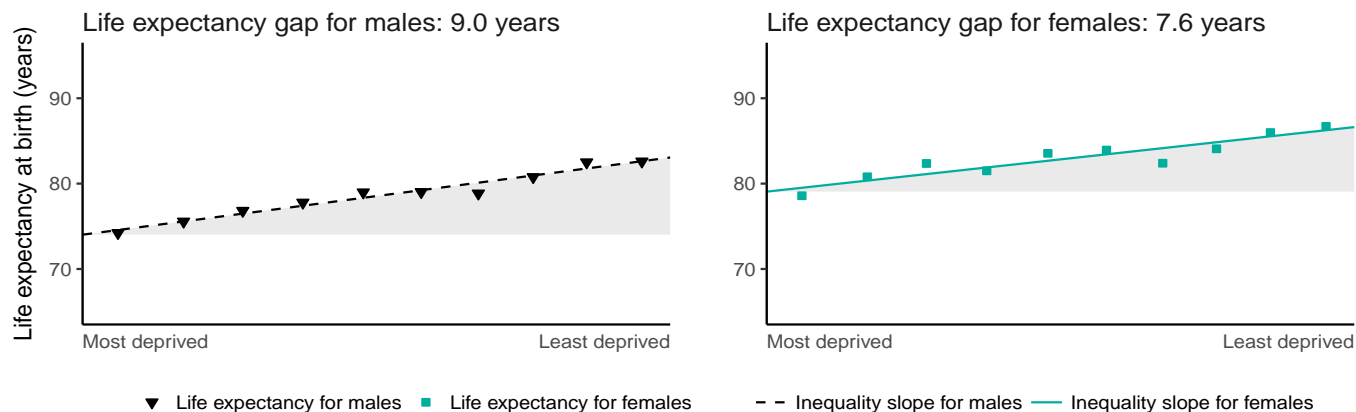 Life expectancy gap for males: 9.0 years
Life expectancy at birth (years)
90
80
70
Most deprived
Least deprived
Life expectancy gap for females: 7.6 years
90
80
70
Most deprived
Least deprived
Life expectancy for males
Life expectancy for females
Inequality slope for males
Inequality slope for females